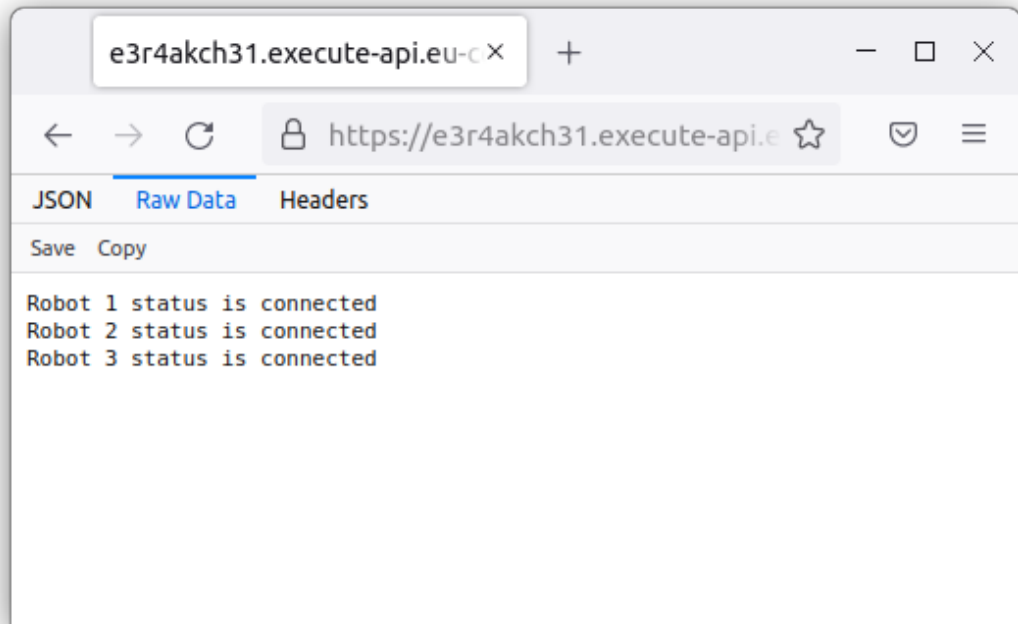 e3r4akch31.execute-api.eu-c
https://e3r4akch31.execute-api.e
JSON Raw Data Headers
Save Copy
Robot 1 status is connected
Robot 2 status is connected
Robot 3 status is connected